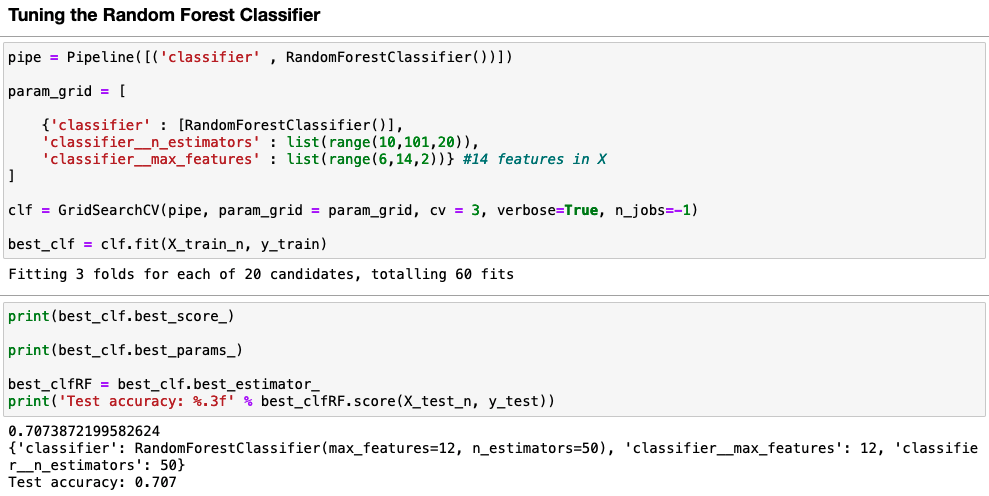 Tuning the Random Forest Classifier
pipe = Pipeline([('classifier' , RandomForestClassifier())])
param_grid = [
{'classifier' : [RandomForestClassifier()],
'classifier__n_estimators' : list(range(10,101,20)),
'classifier__max_features' : list(range(6,14,2))} #14 features in X
]
clf = GridSearchCV(pipe, param_grid = param_grid, cv = 3, verbose=True, n_jobs=-1)
best_clf = clf.fit(X_train_n, y_train)
Fitting 3 folds for each of 20 candidates, totalling 60 fits
print(best_clf.best_score_)
print(best_clf.best_params_)
best_clfRF = best_clf.best_estimator_
print('Test accuracy: %.3f' % best_clfRF.score(X_test_n, y_test))
0.7073872199582624
{'classifier': RandomForestClassifier(max_features=12, n_estimators=50), 'classifier__max_features': 12, 'classifie
r__n_estimators': 50}
Test accuracy: 0.707